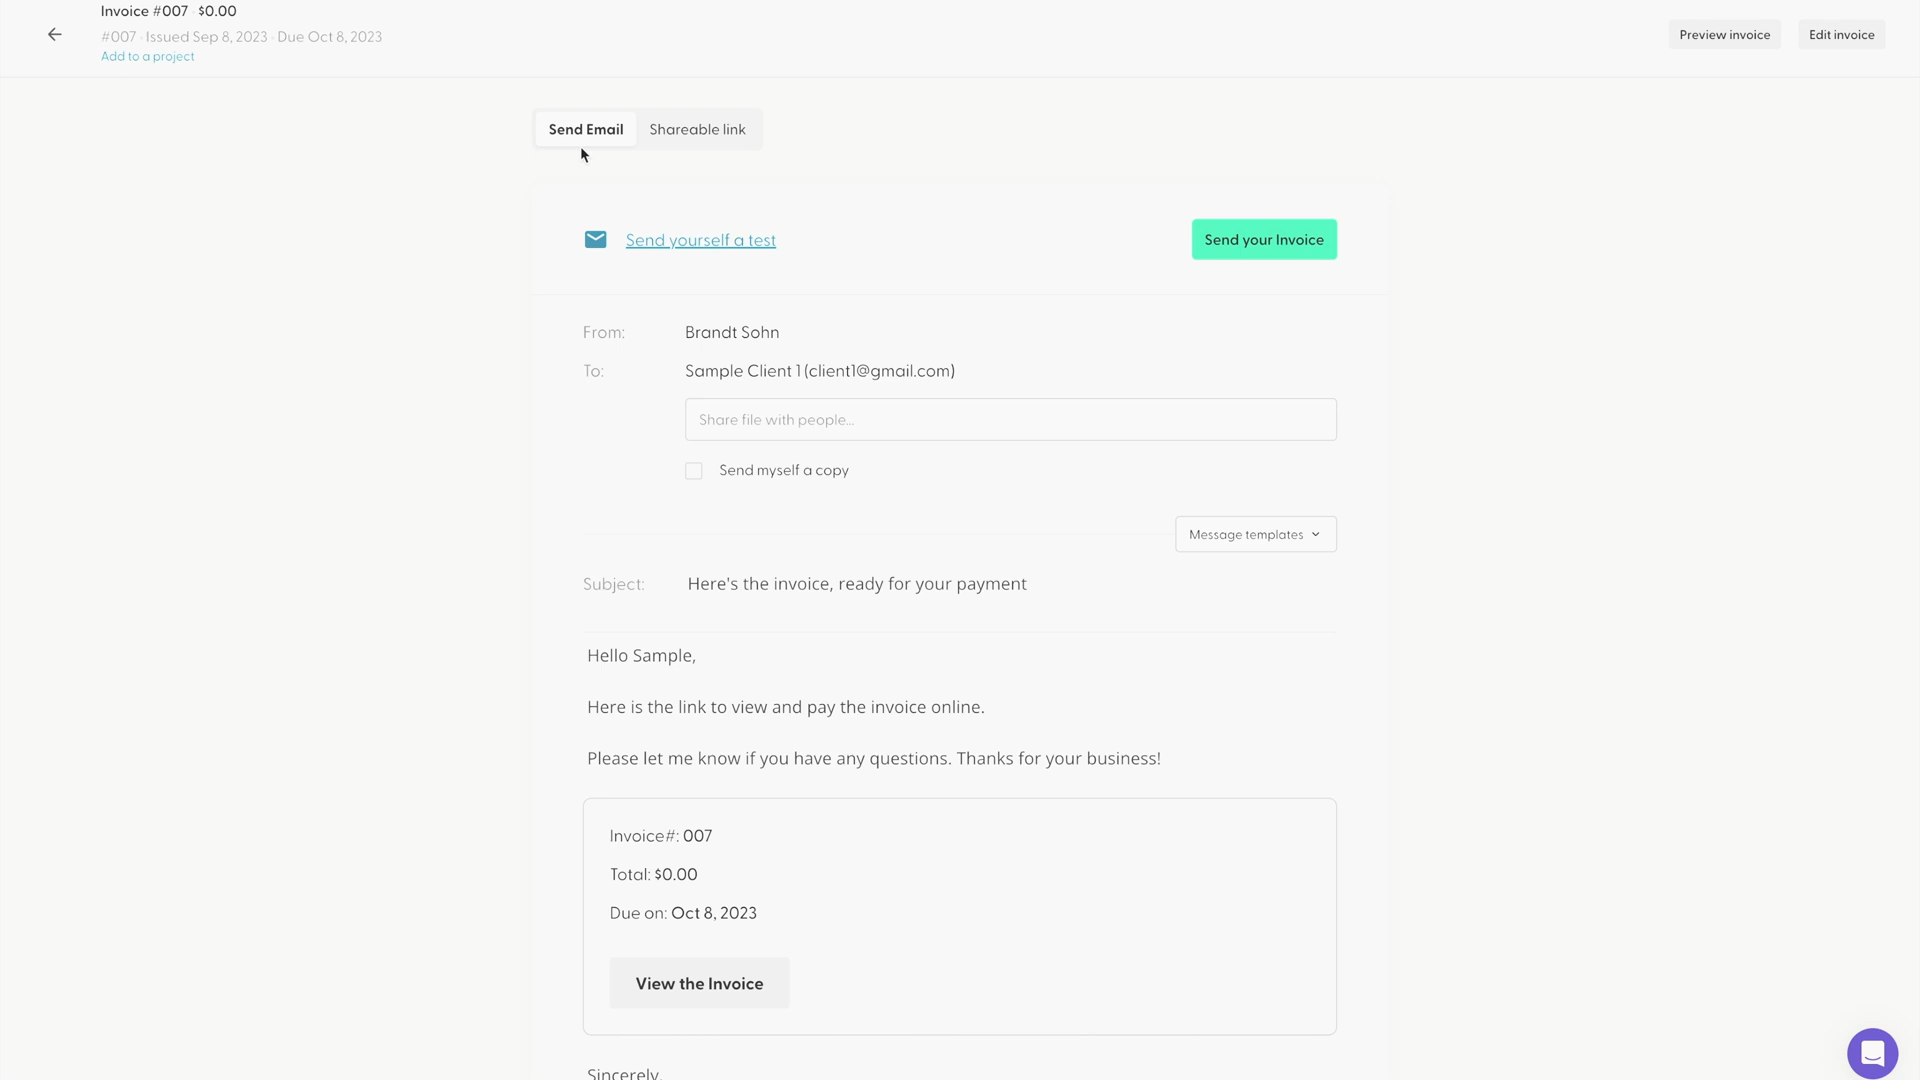 Invoice #007 · $0.00
#007 · Issued Sep 8, 2023 · Due Oct 8, 2023
Add to a project
Preview invoice
Edit invoice
Send Email
Shareable link
Send yourself a test
Send your Invoice
From: Brandt Sohn
To: Sample Client 1 (client1@gmail.com)
Share file with people...
Send myself a copy
Message templates
Subject: Here's the invoice, ready for your payment
Hello Sample,
Here is the link to view and pay the invoice online.
Please let me know if you have any questions. Thanks for your business!
Invoice#: 007
Total: $0.00
Due on: Oct 8, 2023
View the Invoice
Sincerely,